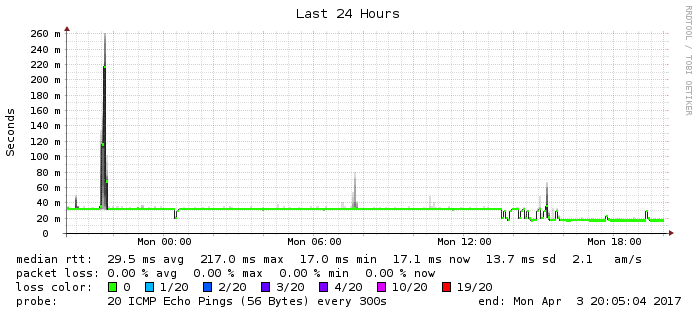 Last 24 Hours
RRDTOOL / TOBI OETIKER
Seconds
260 m
240 m
220 m
200 m
180 m
160 m
140 m
120 m
100 m
80 m
60 m
40 m
20 m
0
Mon 00:00 Mon 06:00 Mon 12:00 Mon 18:00
median rtt: 29.5 ms avg 217.0 ms max 17.0 ms min 17.1 ms now 13.7 ms sd 2.1 am/s
packet loss: 0.00 % avg 0.00 % max 0.00 % min 0.00 % now
loss color: 0 1/20 2/20 3/20 4/20 10/20 19/20
probe: 20 ICMP Echo Pings (56 Bytes) every 300s end: Mon Apr 3 20:05:04 2017